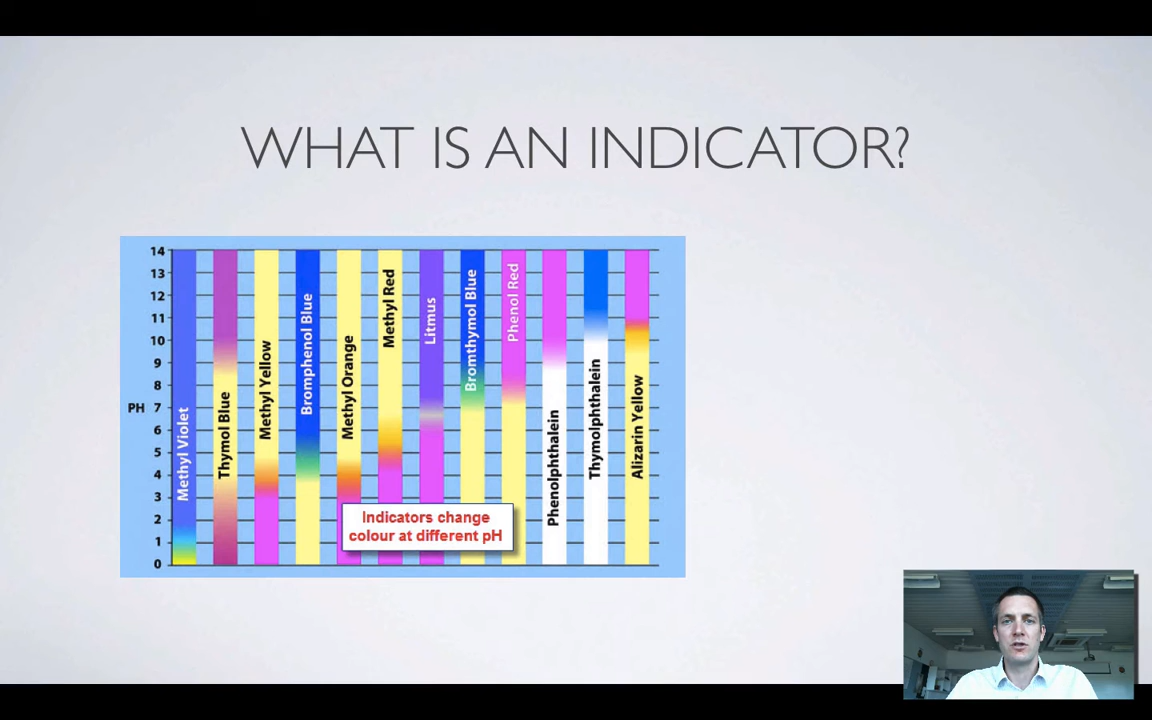 WHAT IS AN INDICATOR?
14
13
12
11
10
9
8
PH 7
6
5
4
3
2
1
0
Methyl Violet
Thymol Blue
Methyl Yellow
Bromphenol Blue
Methyl Orange
Methyl Red
Litmus
Bromthymol Blue
Phenol Red
Phenolphthalein
Thymolphthalein
Alizarin Yellow
Indicators change
colour at different pH